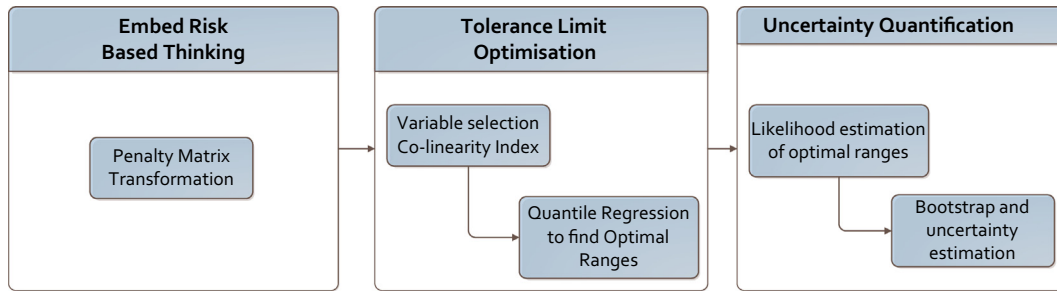 Embed Risk
Based Thinking
Penalty Matrix
Transformation
Tolerance Limit
Optimisation
Variable selection
Co-linearity Index
Quantile Regression
to find Optimal
Ranges
Uncertainty Quantification
Likelihood estimation
of optimal ranges
Bootstrap and
uncertainty
estimation